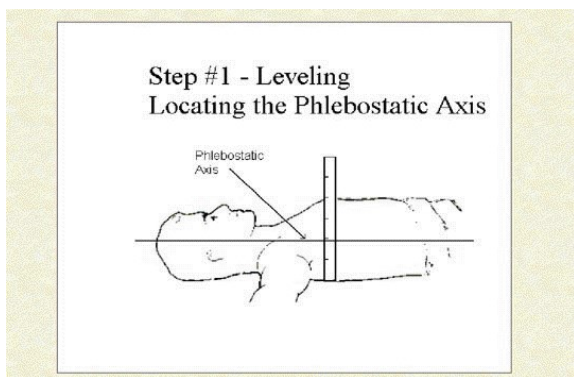 Step #1 - Leveling
Locating the Phlebostatic Axis
Phlebostatic
Axis